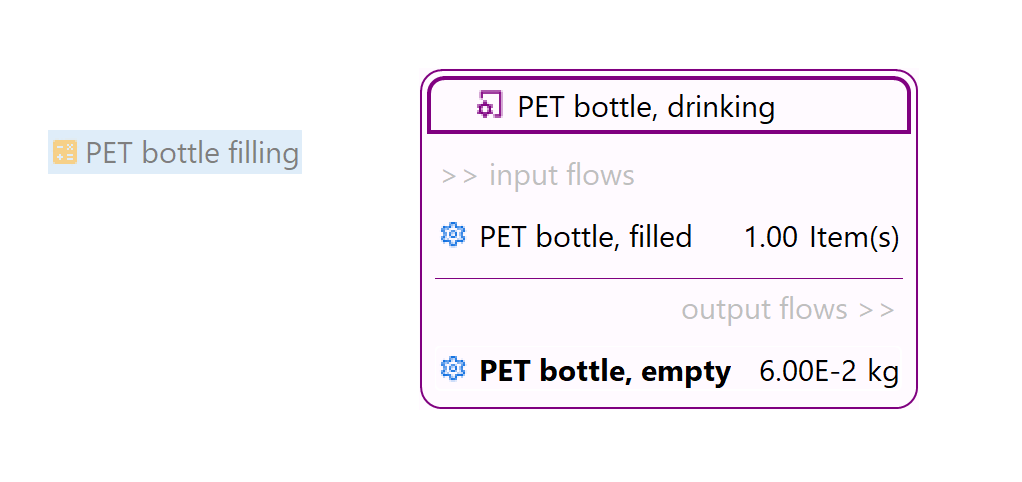 PET bottle filling
PET bottle, drinking
>> input flows
PET bottle, filled 1.00 Item(s)
output flows >>
PET bottle, empty 6.00E-2 kg